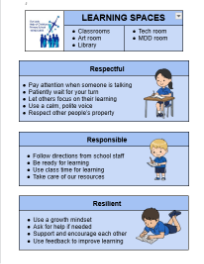 LEARNING SPACES
• Classrooms
• Art room
• Library
• Tech room
• MDD room
Respectful
• Pay attention when someone is talking
• Patiently wait for your turn
• Let others focus on their learning
• Use a calm, polite voice
• Respect other people's property
Responsible
• Follow directions from school staff
• Be ready for learning
• Use class time for learning
• Take care of our resources
Resilient
• Use a growth mindset
• Ask for help if needed
• Support and encourage each other
• Use feedback to improve learning